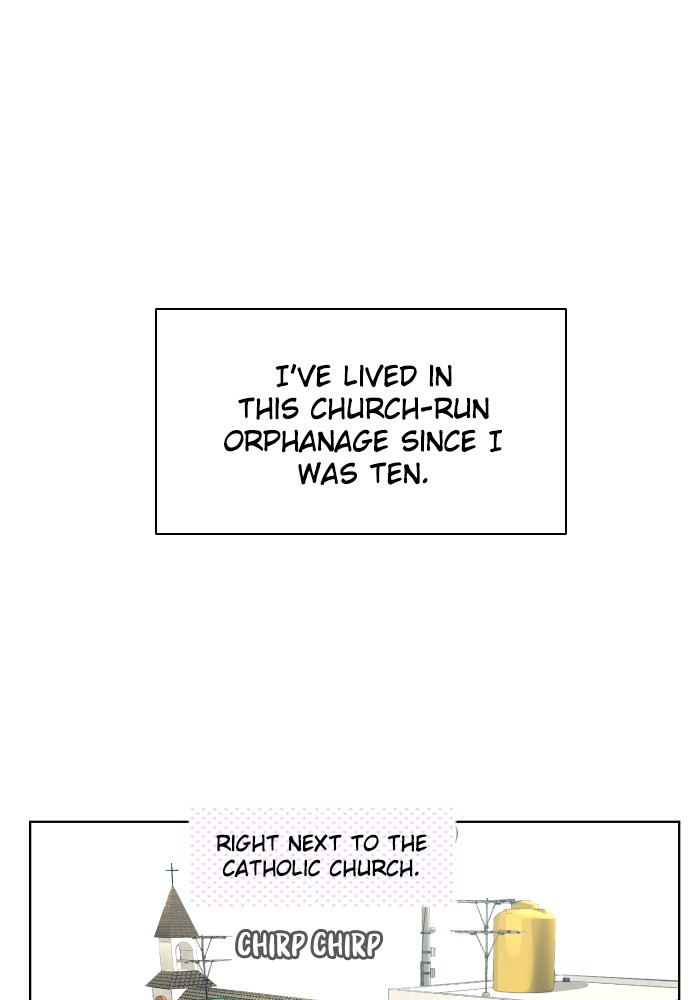 I'VE LIVED IN
THIS CHURCH-RUN
ORPHANAGE SINCE I
WAS TEN.
RIGHT NEXT TO THE
CATHOLIC CHURCH.
CHIRP CHIRP